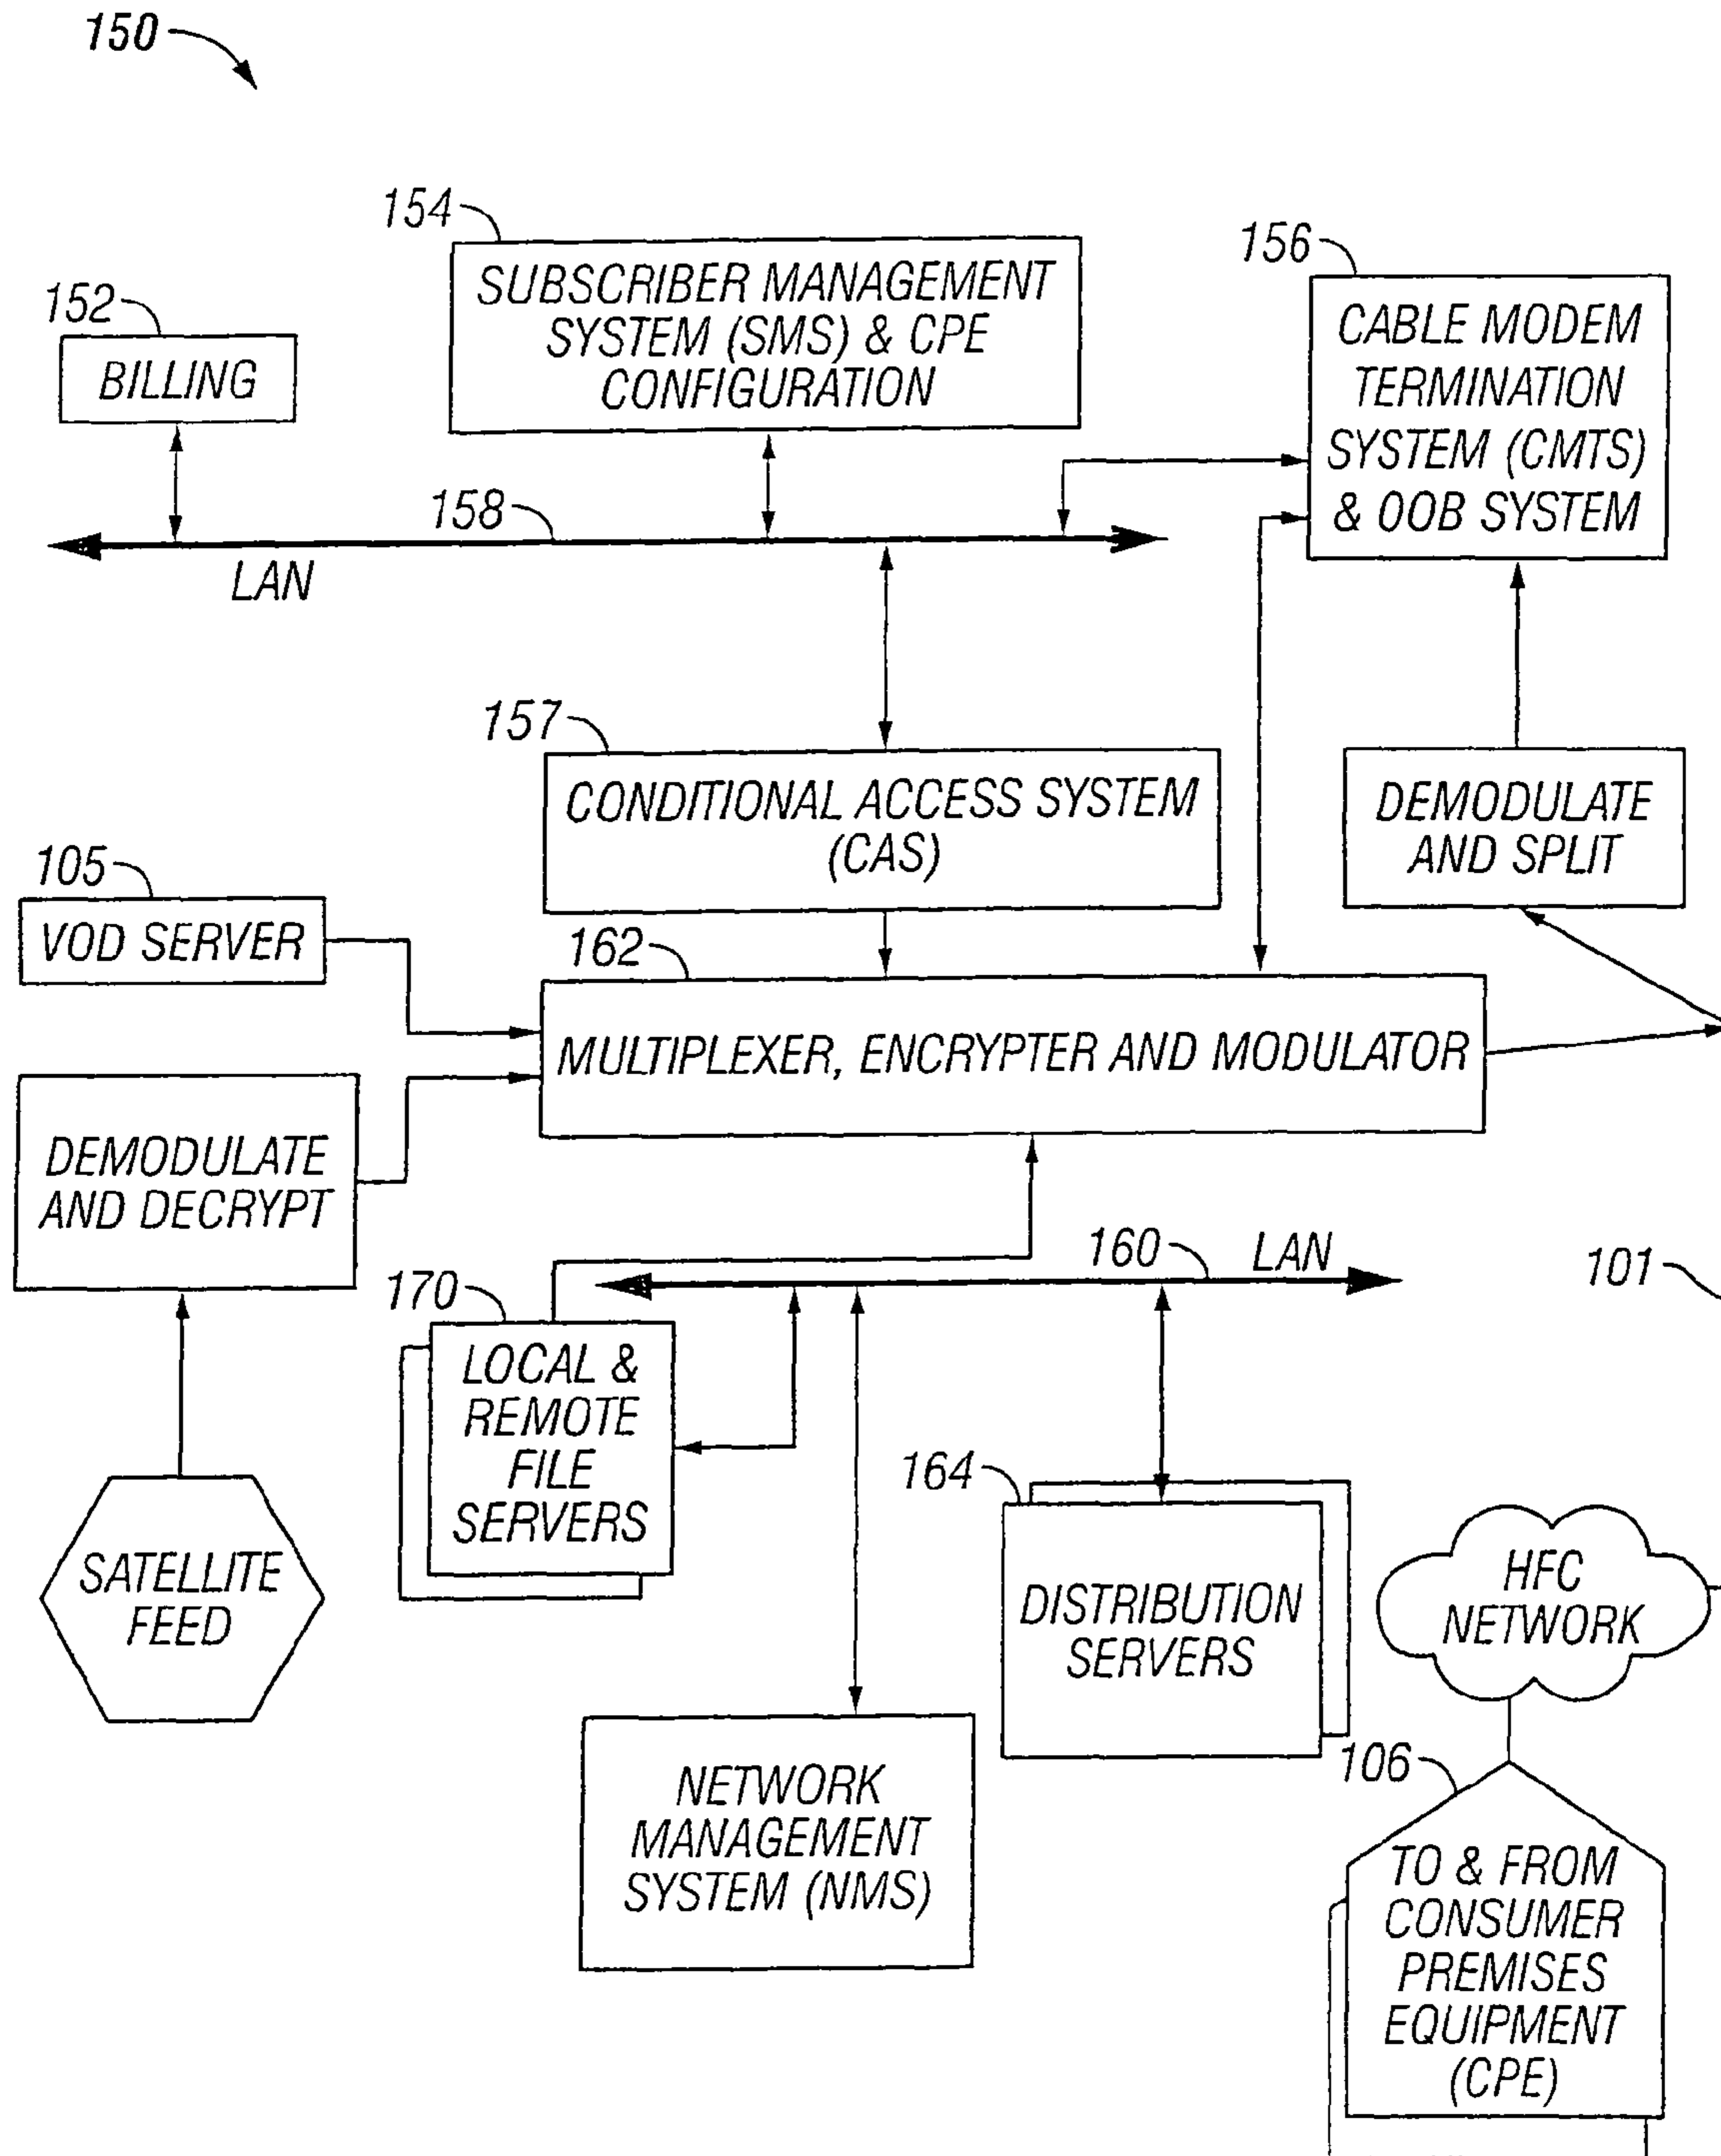 150
154
SUBSCRIBER MANAGEMENT
SYSTEM (SMS) & CPE
CONFIGURATION
156
CABLE MODEM
TERMINATION
SYSTEM (CMTS)
& OOB SYSTEM
152
BILLING
158
LAN
157
CONDITIONAL ACCESS SYSTEM
(CAS)
DEMODULATE
AND SPLIT
105
VOD SERVER
162
MULTIPLEXER, ENCRYPTER AND MODULATOR
DEMODULATE
AND DECRYPT
160
LAN
101
170
LOCAL &
REMOTE
FILE
SERVERS
164
DISTRIBUTION
SERVERS
SATELLITE
FEED
HFC
NETWORK
NETWORK
MANAGEMENT
SYSTEM (NMS)
106
TO & FROM
CONSUMER
PREMISES
EQUIPMENT
(CPE)